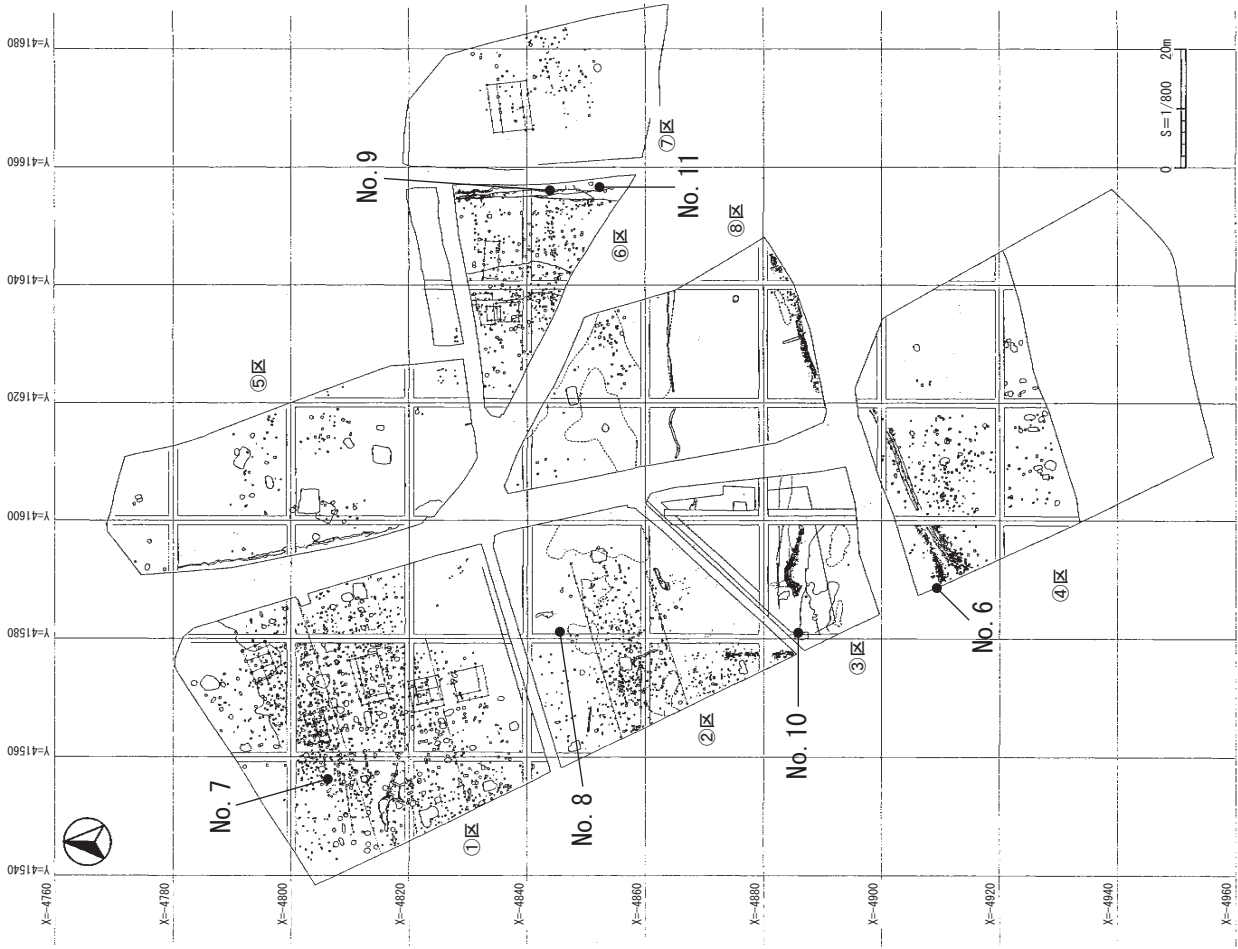 Y=41680
Y=41660
Y=41640
Y=41620
Y=41600
Y=41580
Y=41560
Y=41540
X=-4760
X=-4780
X=-4800
X=-4820
X=-4840
X=-4860
X=-4880
X=-4900
X=-4920
X=-4940
X=-4960
S=1/800
0
20m
No. 9
No. 11
No. 7
No. 8
No. 10
No. 6
①区
②区
③区
④区
⑤区
⑥区
⑦区
⑧区